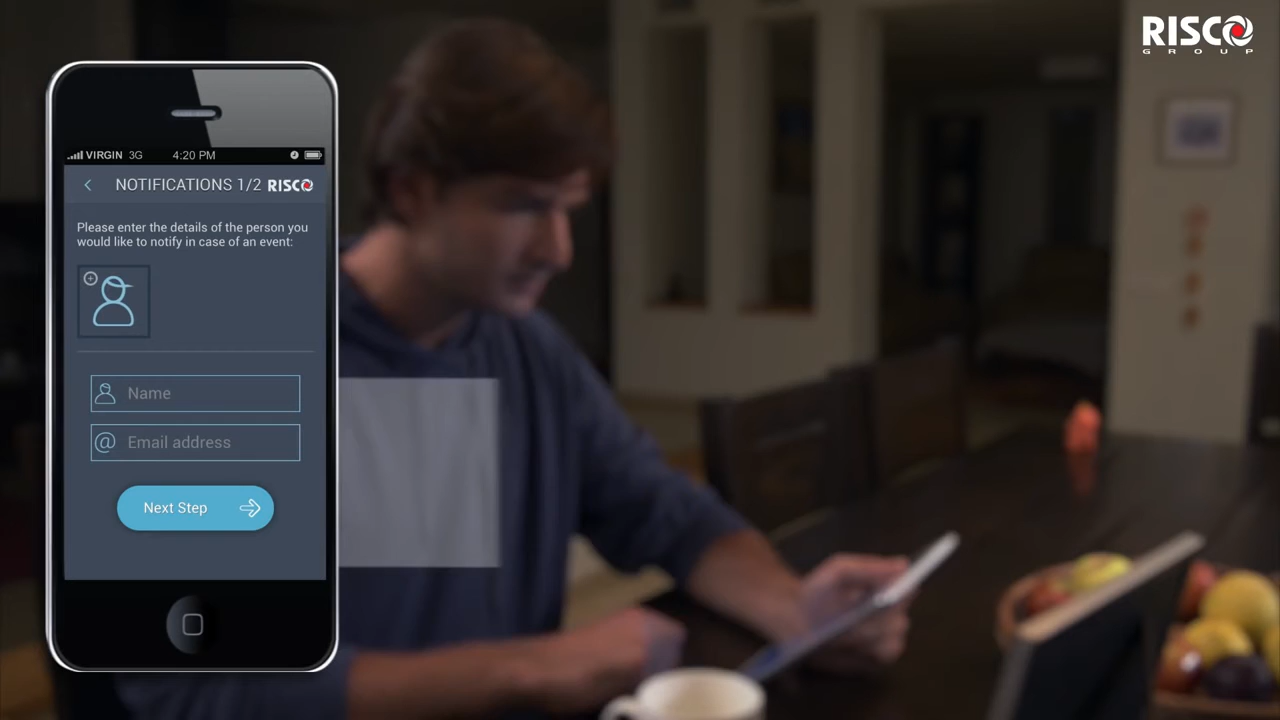 RISCO
GROUP
VIRGIN 3G 4:20 PM
NOTIFICATIONS 1/2 RISCO
Please enter the details of the person you
would like to notify in case of an event:
Name
@ Email address
Next Step